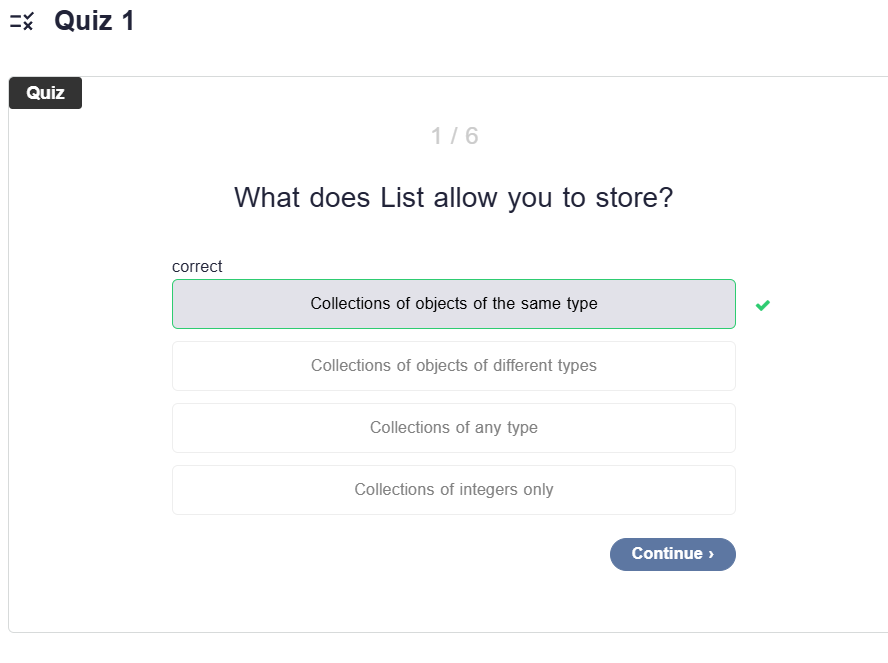 Quiz 1
Quiz
1 / 6
What does List allow you to store?
correct
Collections of objects of the same type
Collections of objects of different types
Collections of any type
Collections of integers only
Continue ›